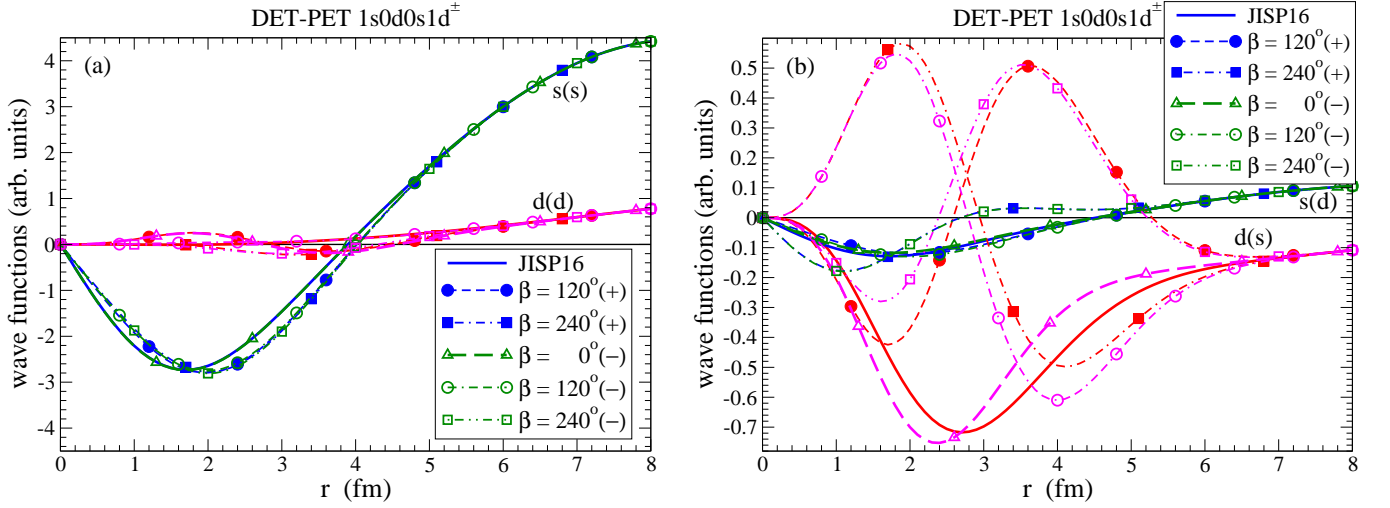 DET-PET 1s0d0s1d±
(a)
s(s)
d(d)
4
3
2
1
0
-1
-2
-3
-4
wave functions (arb. units)
JISP16
β = 120°(+)
β = 240°(+)
β = 0°(−)
β = 120°(−)
β = 240°(−)
0 1 2 3 4 5 6 7 8
r (fm)
DET-PET 1s0d0s1d±
(b)
JISP16
β = 120°(+)
β = 240°(+)
β = 0°(−)
β = 120°(−)
β = 240°(−)
s(d)
d(s)
0.5
0.4
0.3
0.2
0.1
0
-0.1
-0.2
-0.3
-0.4
-0.5
-0.6
-0.7
wave functions (arb. units)
0 1 2 3 4 5 6 7 8
r (fm)